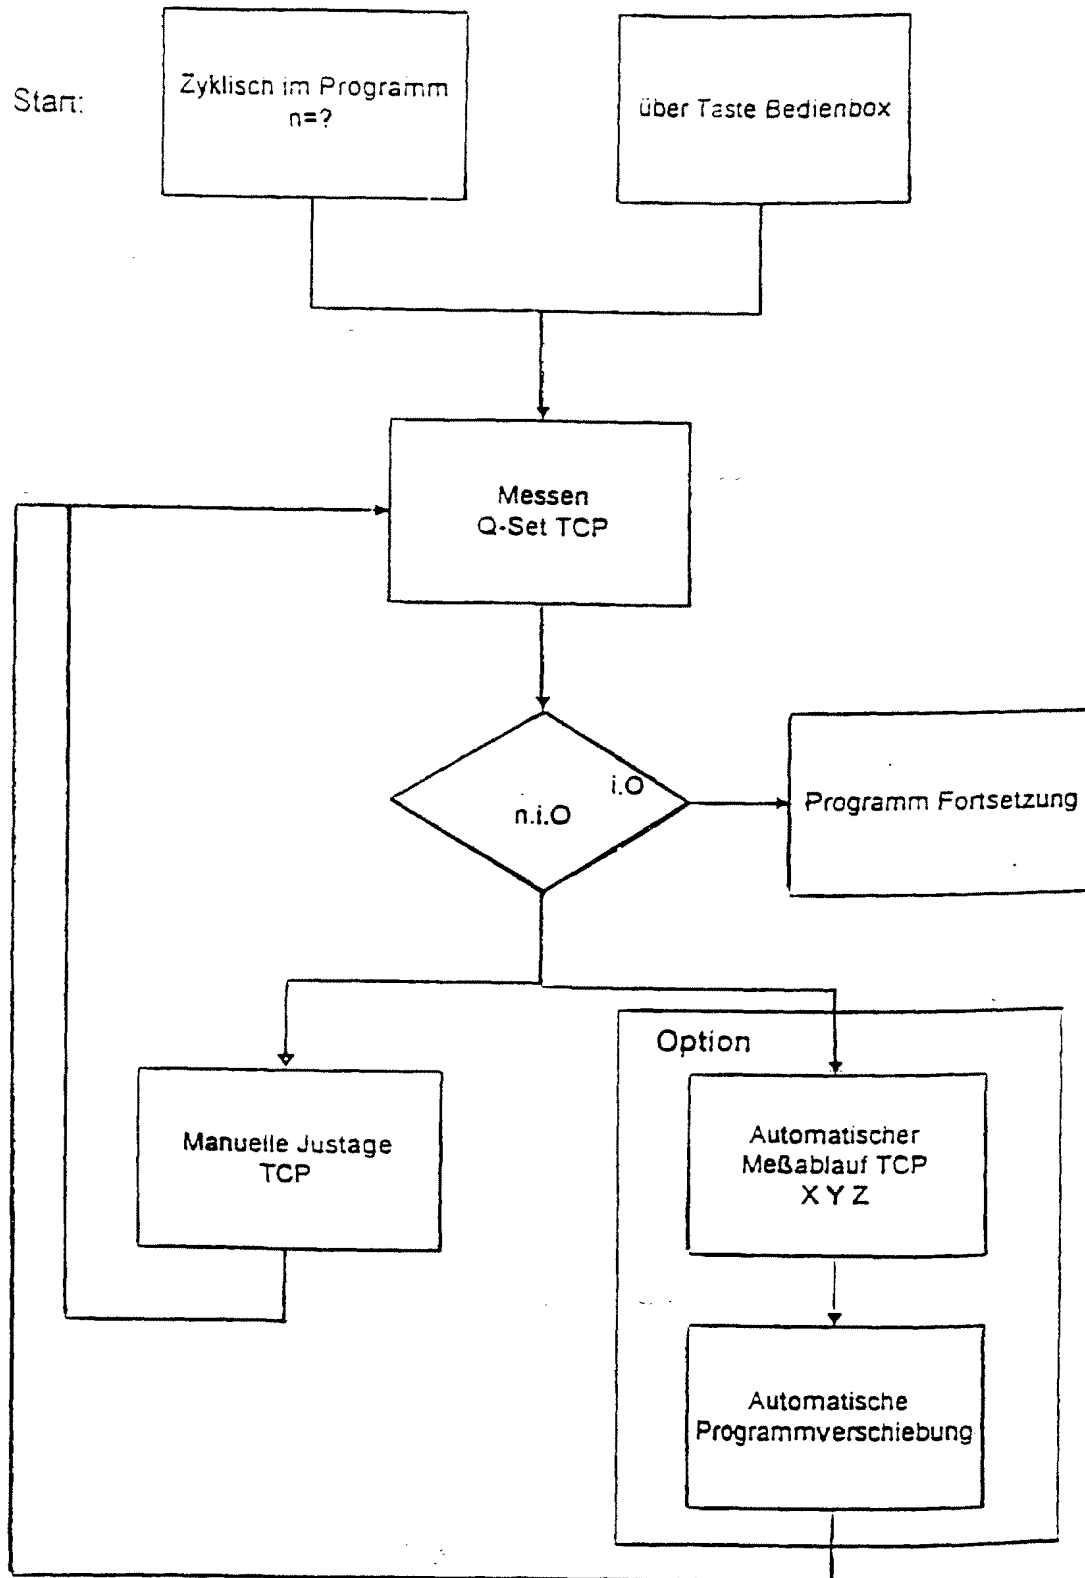 Start:
Zyklisch im Programm
n=?
über Taste Bedienbox
Messen
Q-Set TCP
i.O
n.i.O
Programm Fortsetzung
Option
Manuelle Justage
TCP
Automatischer
Meßablauf TCP
X Y Z
Automatische
Programmverschiebung